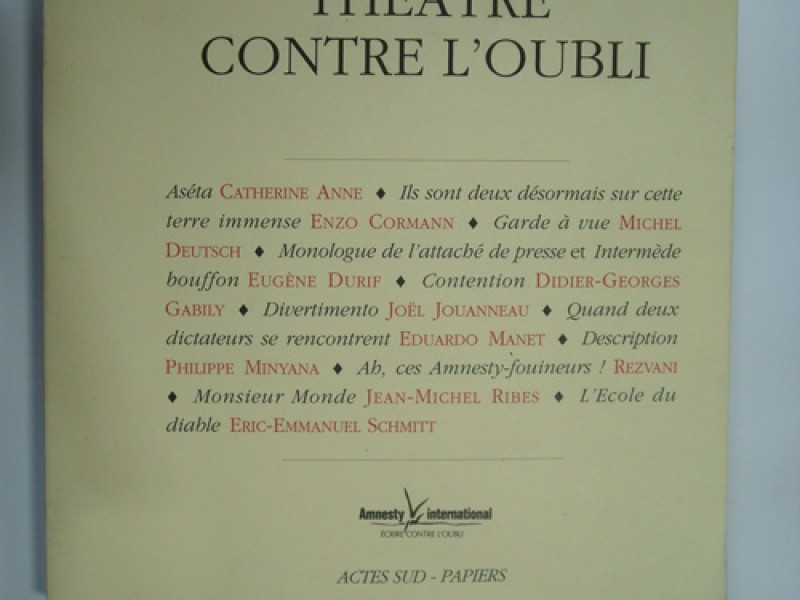 THÉÂTRE
CONTRE L'OUBLI
Aséta CATHERINE ANNE ♦ Ils sont deux désormais sur cette
terre immense ENZO CORMANN ♦ Garde à vue MICHEL
DEUTSCH ♦ Monologue de l'attaché de presse et Intermède
bouffon EUGÈNE DURIF ♦ Contention DIDIER-GEORGES
GABILY ♦ Divertimento JOËL JOUANNEAU ♦ Quand deux
dictateurs se rencontrent EDUARDO MANET ♦ Description
PHILIPPE MINYANA ♦ Ah, ces Amnesty-fouineurs ! REZVANI
♦ Monsieur Monde JEAN-MICHEL RIBES ♦ L'Ecole du
diable ERIC-EMMANUEL SCHMITT
Amnesty international
ÉCRIRE CONTRE L'OUBLI
ACTES SUD - PAPIERS